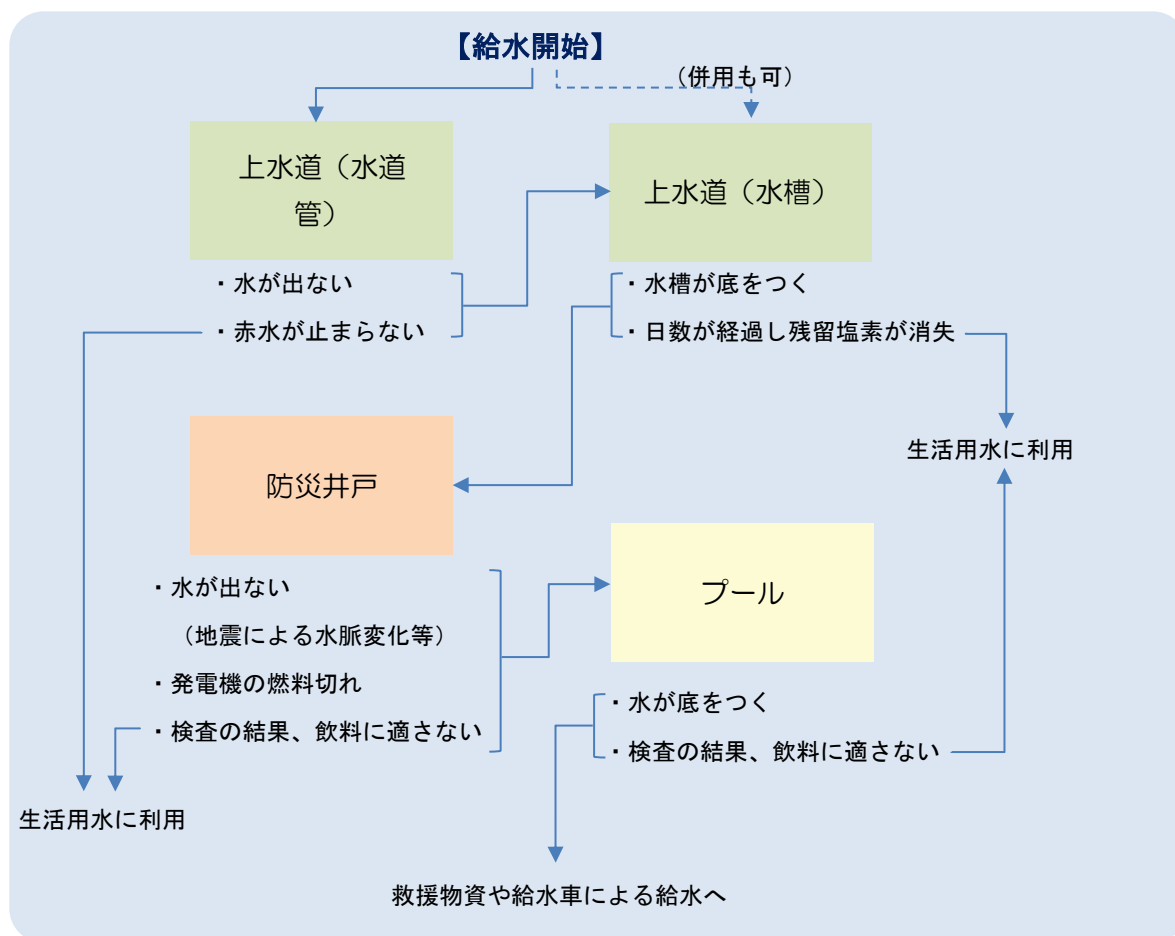 【給水開始】
(併用も可)
上水道（水道
管）
上水道（水槽）
・水が出ない
・赤水が止まらない
・水槽が底をつく
・日数が経過し残留塩素が消失
生活用水に利用
防災井戸
プール
・水が出ない
（地震による水脈変化等）
・発電機の燃料切れ
・検査の結果、飲料に適さない
・水が底をつく
・検査の結果、飲料に適さない
生活用水に利用
救援物資や給水車による給水へ